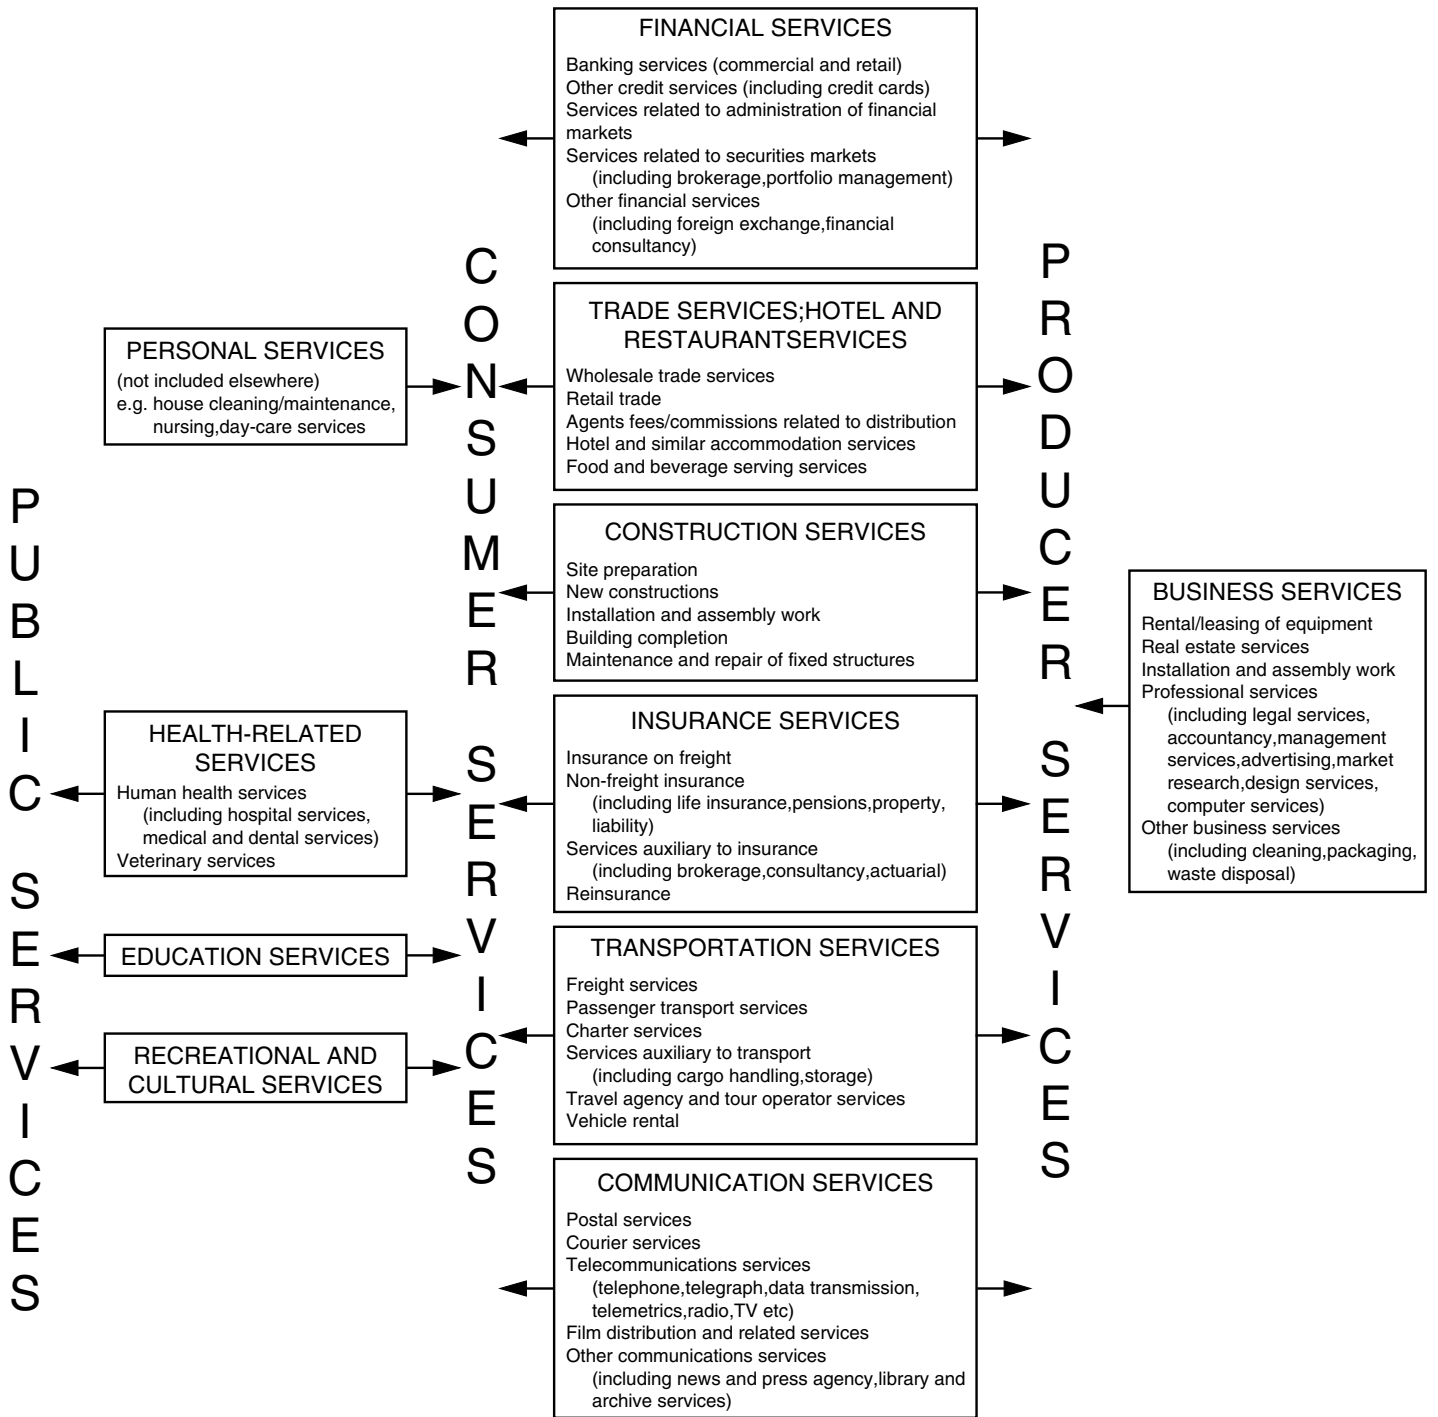 PUBLIC SERVICES
PERSONAL SERVICES
(not included elsewhere)
e.g. house cleaning/maintenance,
nursing,day-care services
HEALTH-RELATED
SERVICES
Human health services
(including hospital services,
medical and dental services)
Veterinary services
EDUCATION SERVICES
RECREATIONAL AND
CULTURAL SERVICES
CONSUMER SERVICES
FINANCIAL SERVICES
Banking services (commercial and retail)
Other credit services (including credit cards)
Services related to administration of financial
markets
Services related to securities markets
(including brokerage,portfolio management)
Other financial services
(including foreign exchange,financial
consultancy)
TRADE SERVICES;HOTEL AND
RESTAURANTSERVICES
Wholesale trade services
Retail trade
Agents fees/commissions related to distribution
Hotel and similar accommodation services
Food and beverage serving services
CONSTRUCTION SERVICES
Site preparation
New constructions
Installation and assembly work
Building completion
Maintenance and repair of fixed structures
INSURANCE SERVICES
Insurance on freight
Non-freight insurance
(including life insurance,pensions,property,
liability)
Services auxiliary to insurance
(including brokerage,consultancy,actuarial)
Reinsurance
TRANSPORTATION SERVICES
Freight services
Passenger transport services
Charter services
Services auxiliary to transport
(including cargo handling,storage)
Travel agency and tour operator services
Vehicle rental
COMMUNICATION SERVICES
Postal services
Courier services
Telecommunications services
(telephone,telegraph,data transmission,
telemetrics,radio,TV etc)
Film distribution and related services
Other communications services
(including news and press agency,library and
archive services)
PRODUCER SERVICES
BUSINESS SERVICES
Rental/leasing of equipment
Real estate services
Installation and assembly work
Professional services
(including legal services,
accountancy,management
services,advertising,market
research,design services,
computer services)
Other business services
(including cleaning,packaging,
waste disposal)